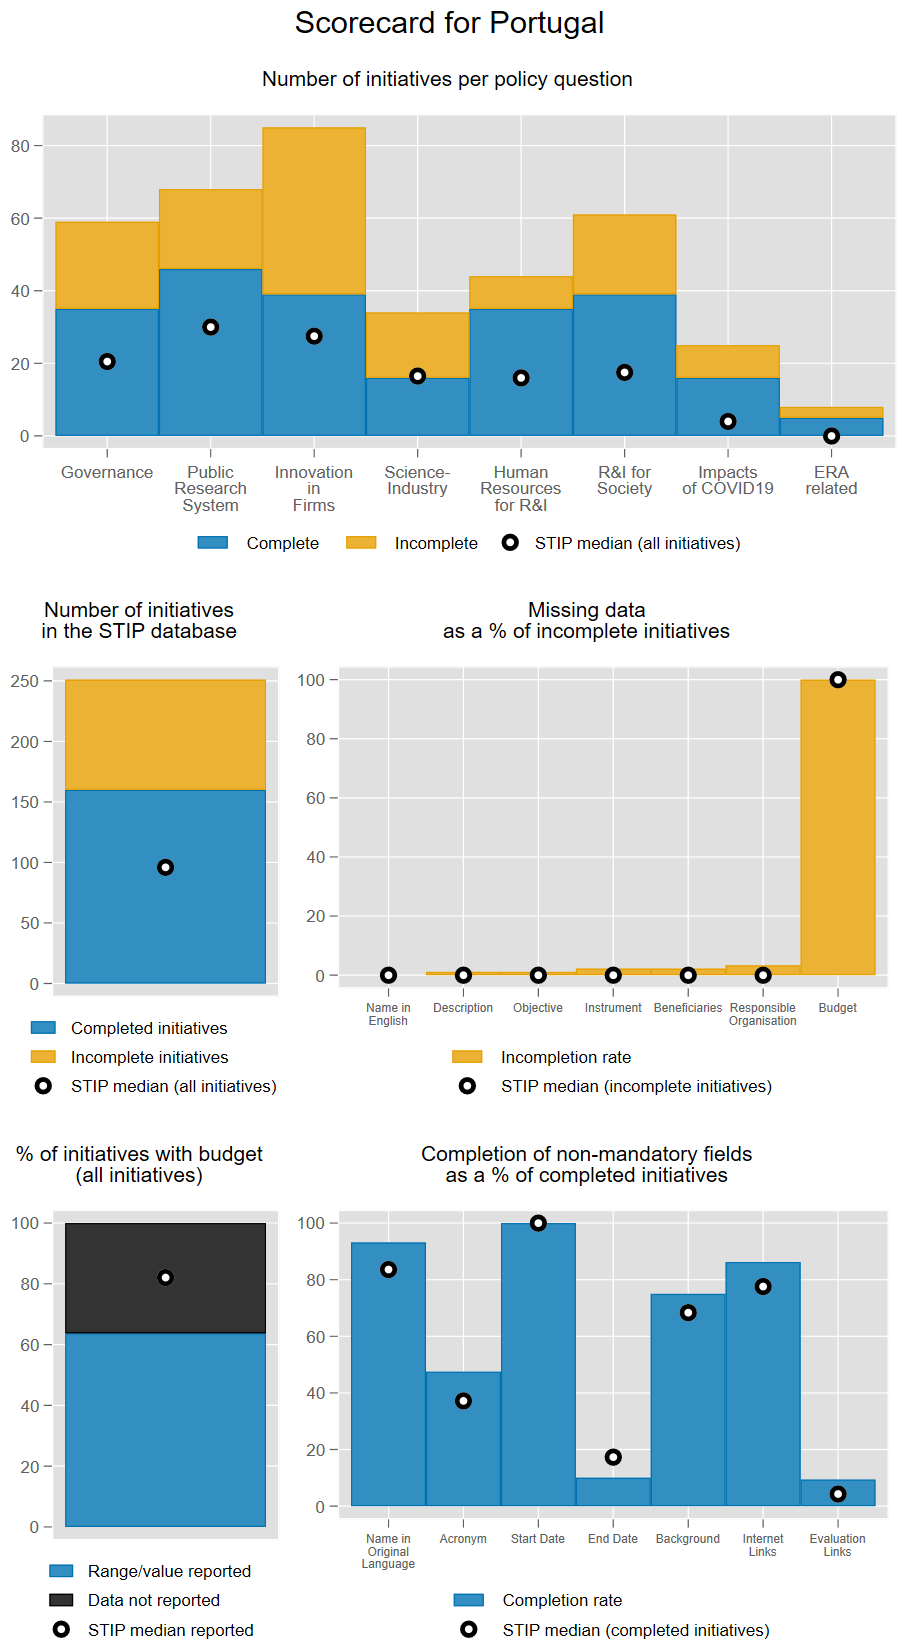 Scorecard for Portugal
Number of initiatives per policy question
80
60
40
20
0
Governance
Public
Research
System
Innovation
in
Firms
Science-
Industry
Human
Resources
for R&I
R&I for
Society
Impacts
of COVID19
ERA
related
Complete
Incomplete
STIP median (all initiatives)
Number of initiatives
in the STIP database
250
200
150
100
50
0
Completed initiatives
Incomplete initiatives
STIP median (all initiatives)
Missing data
as a % of incomplete initiatives
100
80
60
40
20
0
Name in
English
Description
Objective
Instrument
Beneficiaries
Responsible
Organisation
Budget
Incompletion rate
STIP median (incomplete initiatives)
% of initiatives with budget
(all initiatives)
100
80
60
40
20
0
Range/value reported
Data not reported
STIP median reported
Completion of non-mandatory fields
as a % of completed initiatives
100
80
60
40
20
0
Name in
Original
Language
Acronym
Start Date
End Date
Background
Internet
Links
Evaluation
Links
Completion rate
STIP median (completed initiatives)